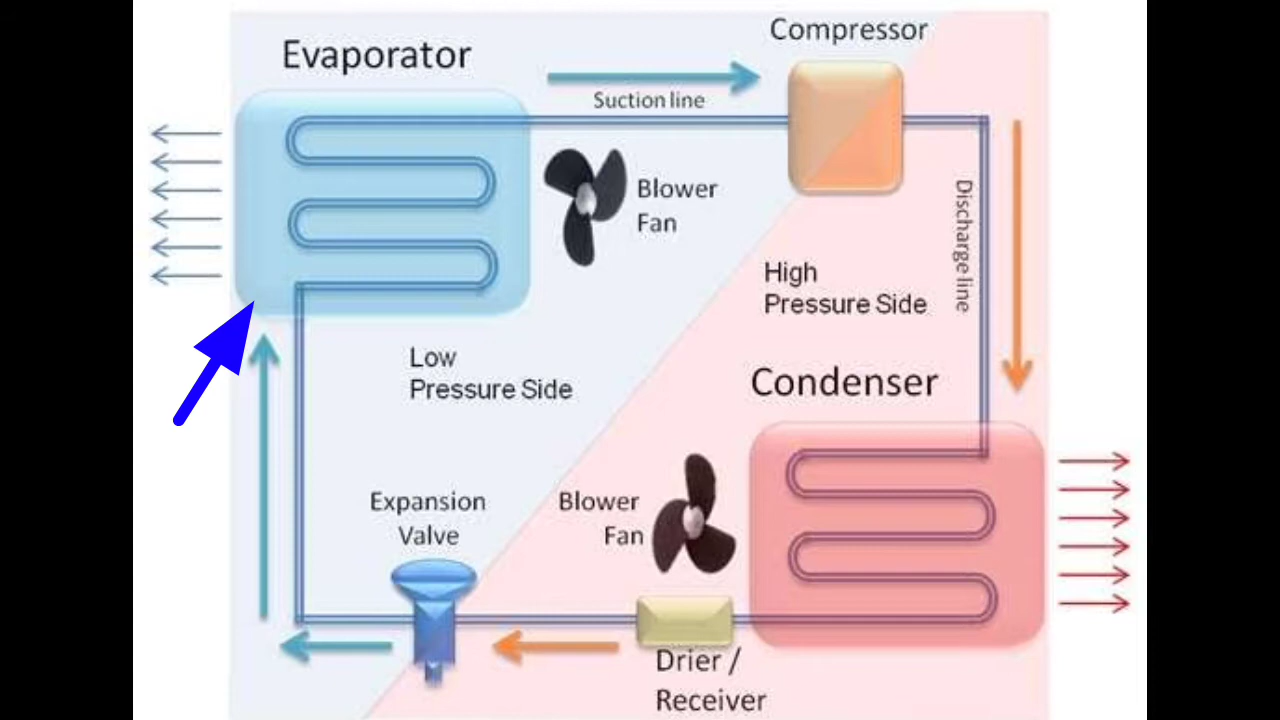 Evaporator
Compressor
Suction line
Blower
Fan
Discharge line
High
Pressure Side
Low
Pressure Side
Condenser
Expansion
Valve
Blower
Fan
Drier /
Receiver